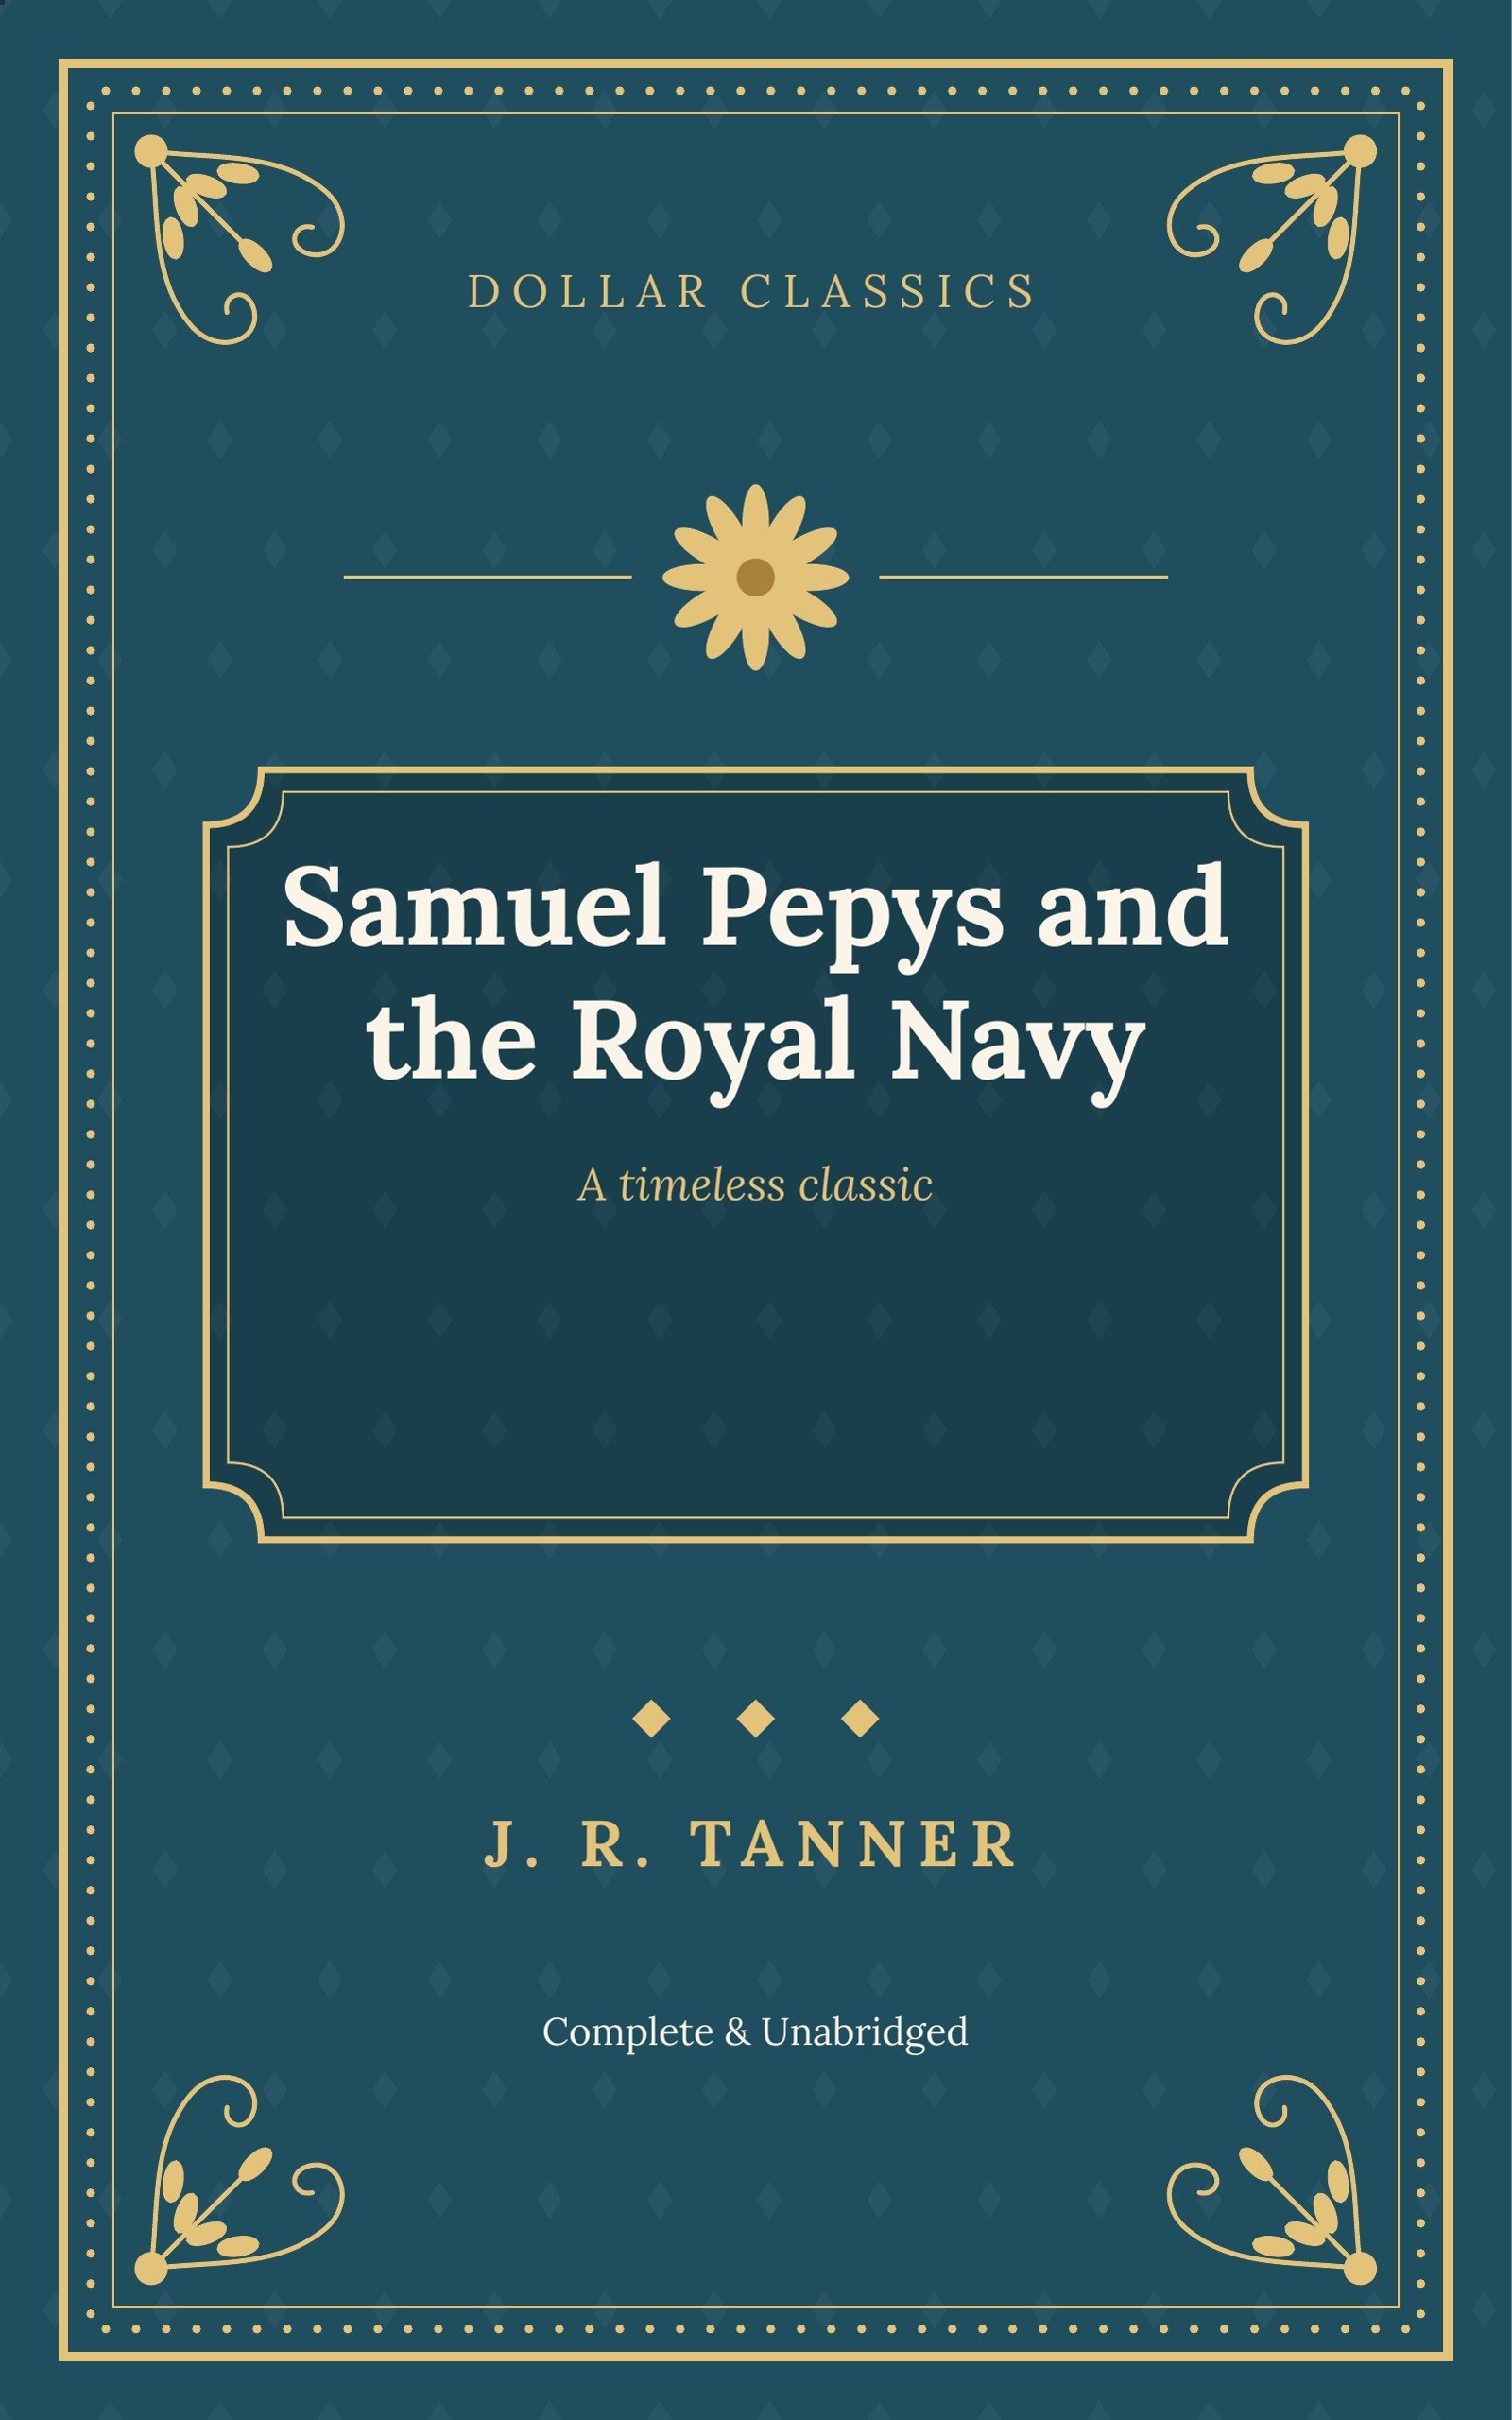 DOLLAR CLASSICS
Samuel Pepys and
the Royal Navy
A timeless classic
J. R. TANNER
Complete & Unabridged